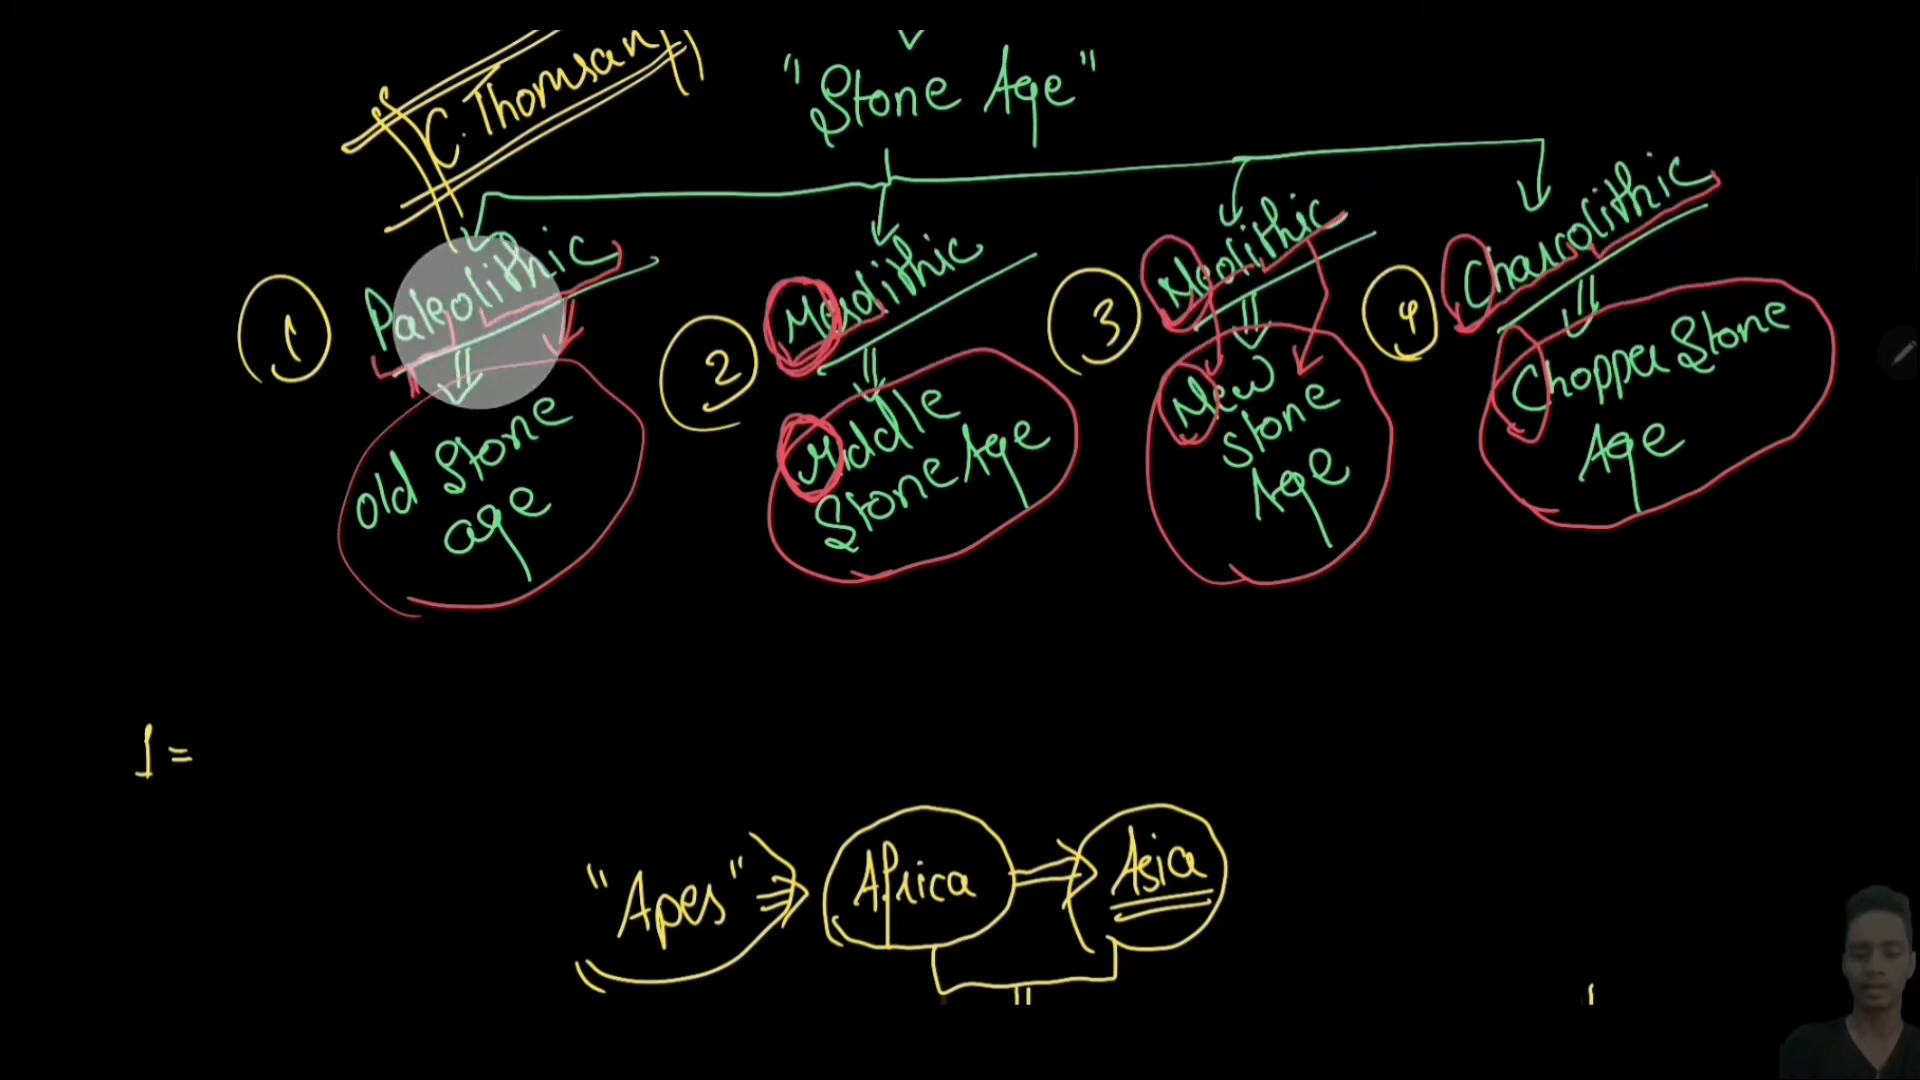 "Stone Age"
C. Thomsan
1 Paleolithic
2 Mesolithic
3 Neolithic
4 Chascolithic
old Stone
age
Middle
Stone Age
New
Stone
Age
Chopper Stone
Age
1 =
"Apes" Africa Asia